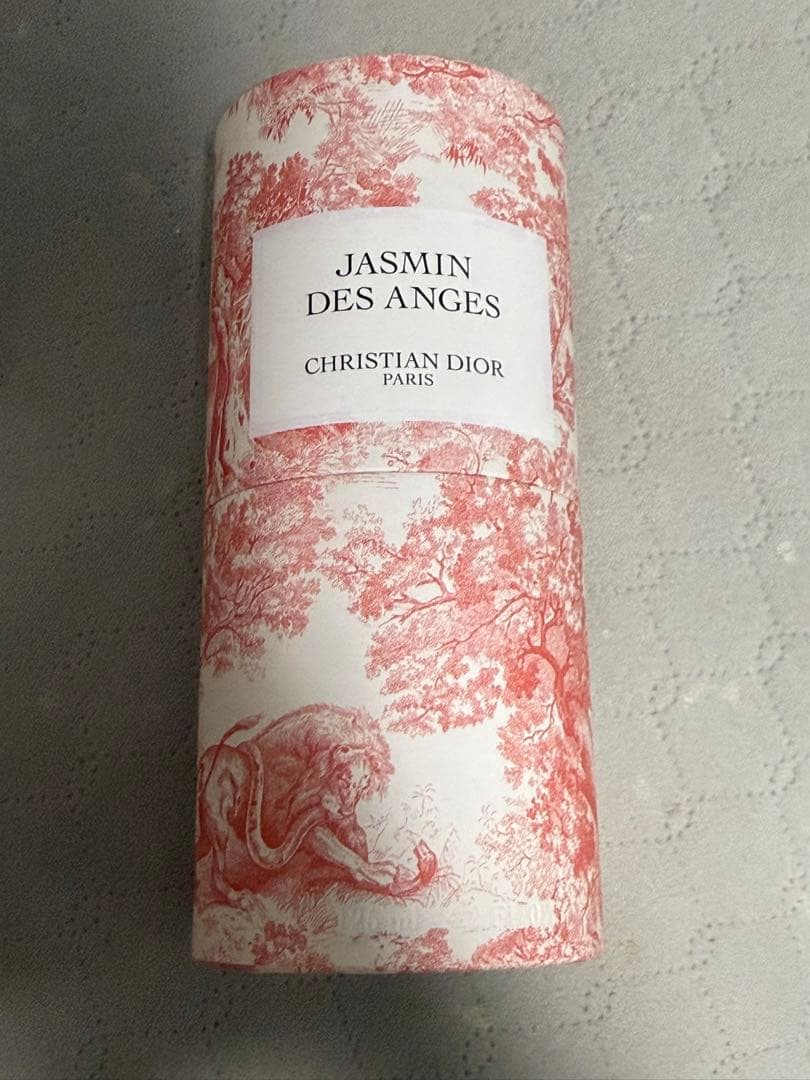 JASMIN
DES ANGES
CHRISTIAN DIOR
PARIS